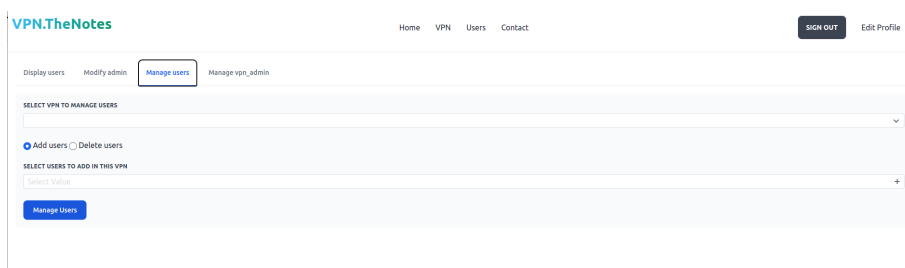 VPN.TheNotes
Home VPN Users Contact
SIGN OUT Edit Profile
Display users Modify admin Manage users Manage vpn_admin
SELECT VPN TO MANAGE USERS
Add users Delete users
SELECT USERS TO ADD IN THIS VPN
Select Value
Manage Users